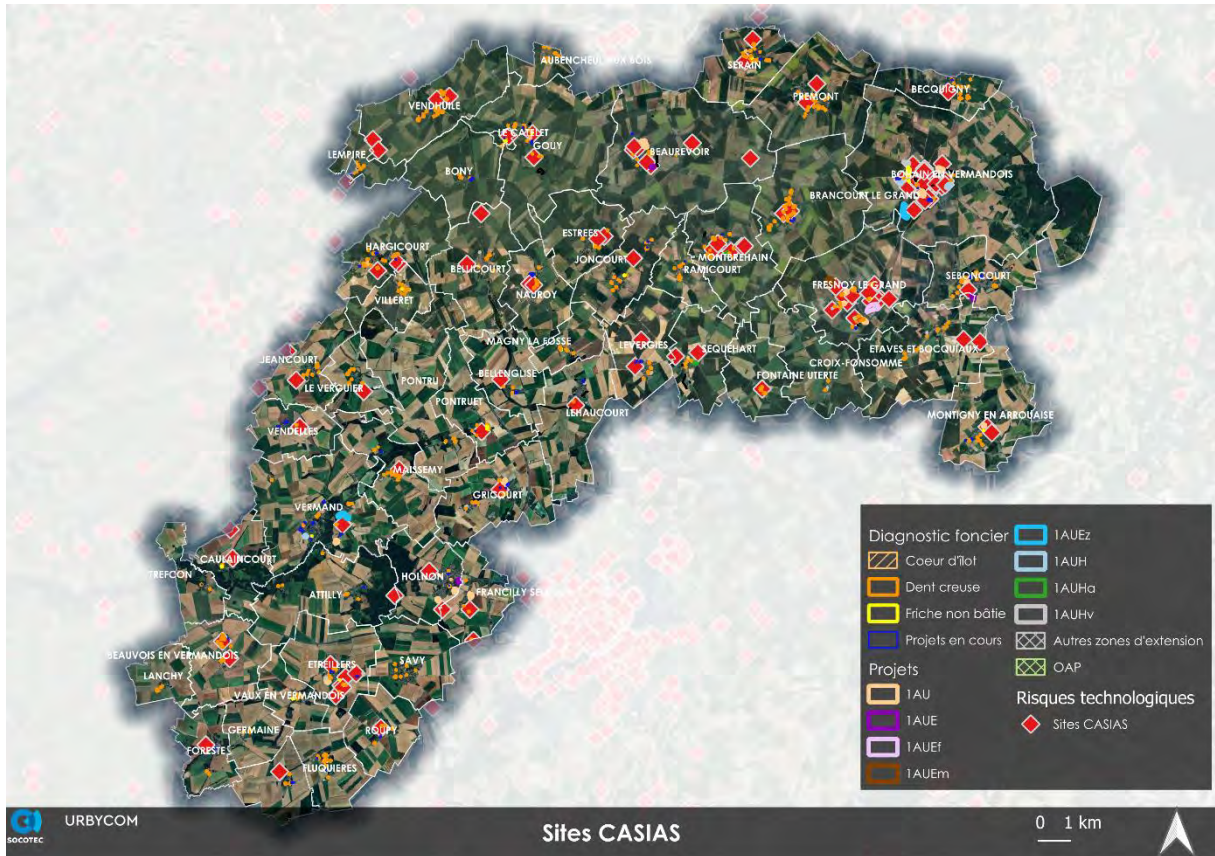 AUBENCHEUL AUX BOIS
SERAIN
PREMONT
BECQUIGNY
VENDHUILE
LE CATELET
GOUY
BEAUREVOIR
LEMPIRE
BONY
BOHAIN EN VERMANDOIS
BRANCOURT LE GRAND
HARGICOURT
BELLICOURT
ESTREES
JONCOURT
MONTBREHAIN
RAMICOURT
VILLERET
NAUROY
FRESNOY LE GRAND
SEBONCOURT
MAGNY LA FOSSE
LEVERGIES
SEQUEHART
ETAVES ET BOCQUIAUX
CROIX-FONSOMME
JEANCOURT
LE VERGUIER
PONTRU
BELLENGLISE
FONTAINE UTERTE
PONTRUET
LEHAUCOURT
VENDELLES
MONTIGNY EN ARROUAISE
MAISSEMY
GRICOURT
VERMAND
CAULAINCOURT
TREFCON
HOLNON
ATTILLY
FRANCILLY SELENCY
BEAUVOIS EN VERMANDOIS
LANCHY
ETREILLERS
SAVY
VAUX EN VERMANDOIS
GERMAINE
ROUPY
FORESTE
FLUQUIERES
Diagnostic foncier
Coeur d'îlot
Dent creuse
Friche non bâtie
Projets en cours
Projets
1AU
1AUE
1AUEf
1AUEm
1AUEz
1AUH
1AUHa
1AUHv
Autres zones d'extension
OAP
Risques technologiques
Sites CASIAS
SOCOTEC
URBYCOM
Sites CASIAS
0 1 km